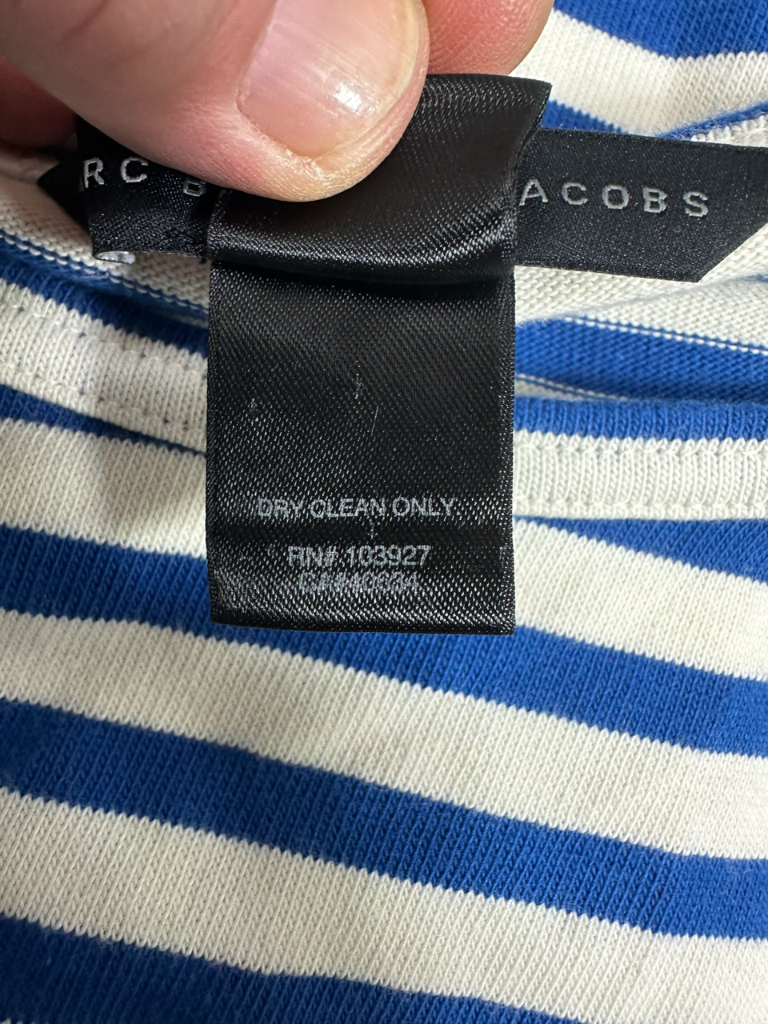 RC B
ACOBS
DRY CLEAN ONLY
RN# 103927